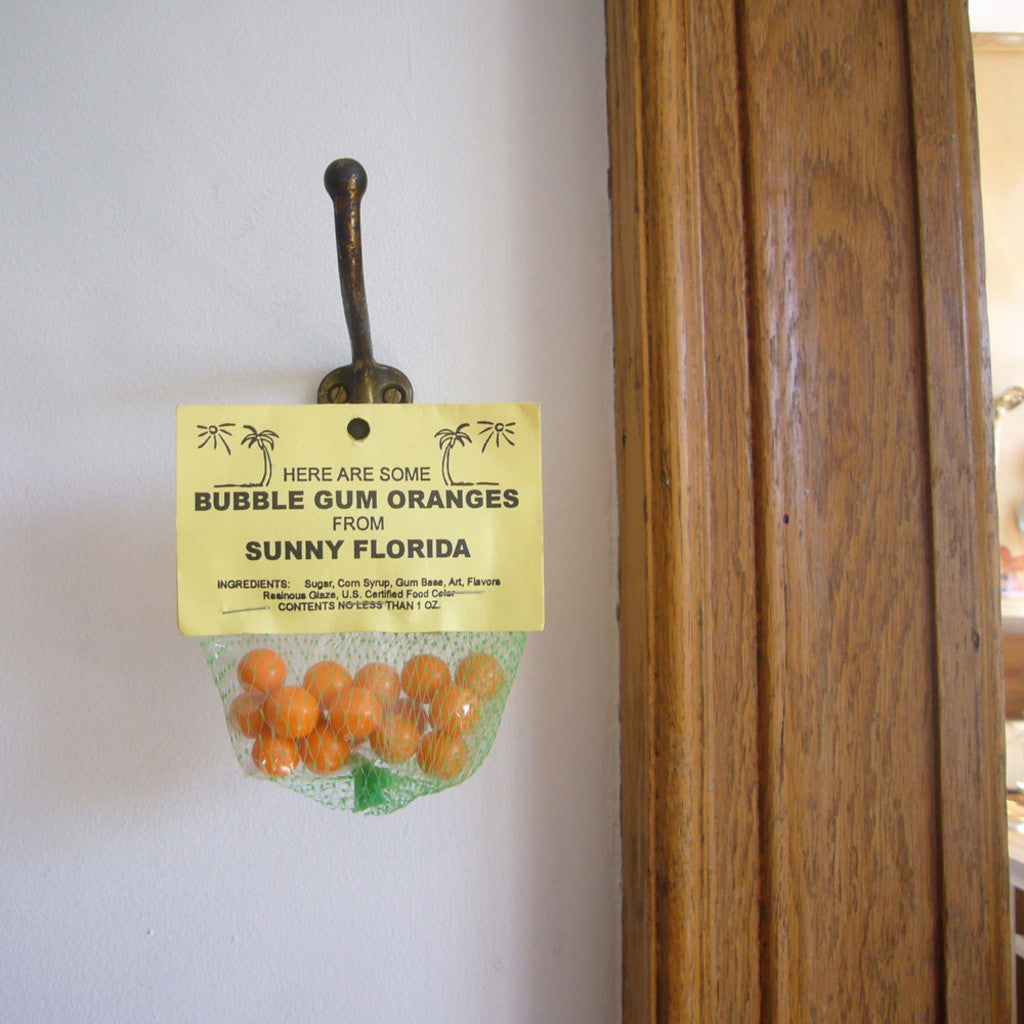 HERE ARE SOME
BUBBLE GUM ORANGES
FROM
SUNNY FLORIDA
INGREDIENTS: Sugar, Corn Syrup, Gum Base, Art, Flavors
Resinous Glaze, U.S. Certified Food Color
CONTENTS NO LESS THAN 1 OZ.